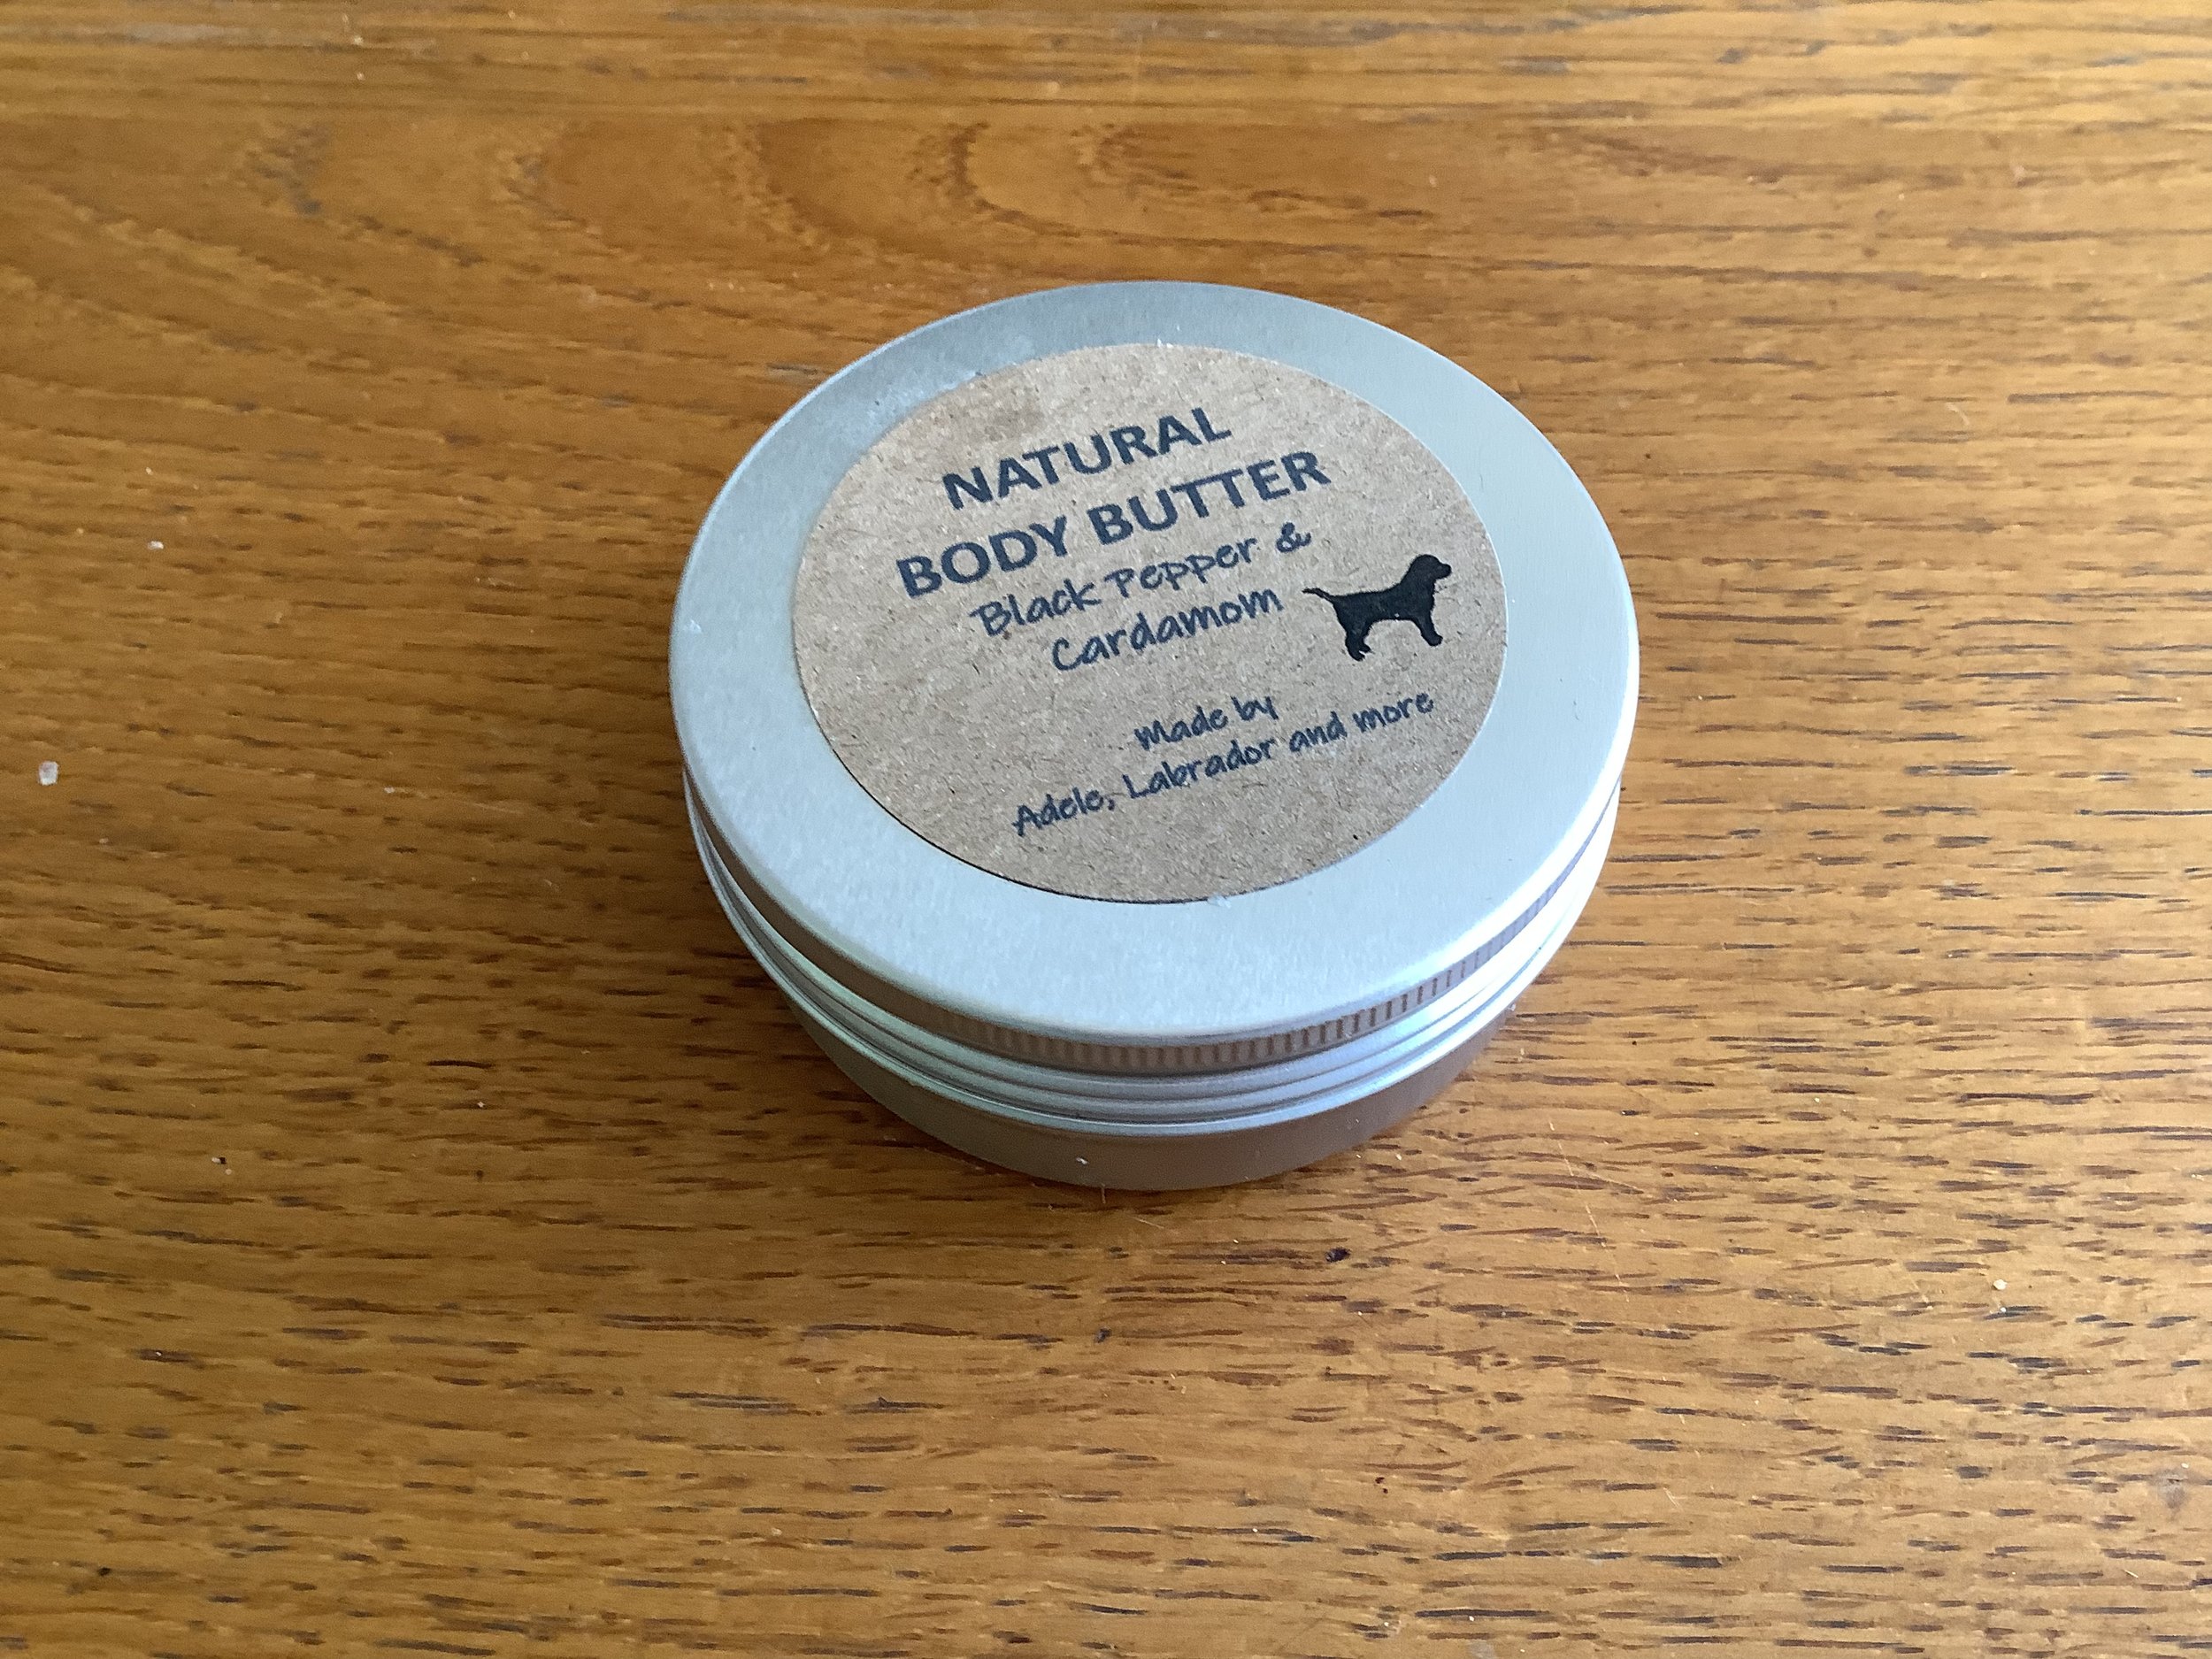 NATURAL
BODY BUTTER
Black Pepper &
Cardamom
Made by
Adele, Labrador and more